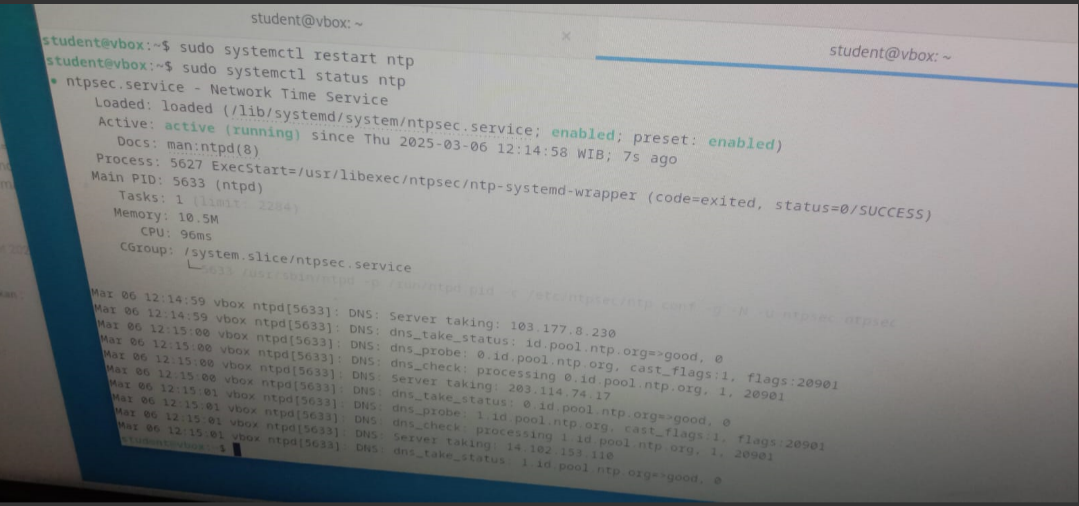 student@vbox: ~
×
student@vbox: ~
student@vbox:~$ sudo systemctl restart ntp
student@vbox:~$ sudo systemctl status ntp
● ntpsec.service - Network Time Service
Loaded: loaded (/lib/systemd/system/ntpsec.service; enabled; preset: enabled)
Active: active (running) since Thu 2025-03-06 12:14:58 WIB; 7s ago
Docs: man:ntpd(8)
Process: 5627 ExecStart=/usr/libexec/ntpsec/ntp-systemd-wrapper (code=exited, status=0/SUCCESS)
Main PID: 5633 (ntpd)
Tasks: 1 (limit: 2284)
Memory: 10.5M
CPU: 96ms
CGroup: /system.slice/ntpsec.service
└─5633 /usr/sbin/ntpd -p /run/ntpd.pid -c /etc/ntpsec/ntp.conf -g -N -u ntpsec:ntpsec
Mar 06 12:14:59 vbox ntpd[5633]: DNS: Server taking: 103.177.8.230
Mar 06 12:14:59 vbox ntpd[5633]: DNS: dns_take_status: id.pool.ntp.org=>good, 0
Mar 06 12:15:00 vbox ntpd[5633]: DNS: dns_probe: 0.id.pool.ntp.org, cast_flags:1, flags:20901
Mar 06 12:15:00 vbox ntpd[5633]: DNS: dns_check: processing 0.id.pool.ntp.org, 1, 20901
Mar 06 12:15:00 vbox ntpd[5633]: DNS: Server taking: 203.114.74.17
Mar 06 12:15:00 vbox ntpd[5633]: DNS: dns_take_status: 0.id.pool.ntp.org=>good, 0
Mar 06 12:15:01 vbox ntpd[5633]: DNS: dns_probe: 1.id.pool.ntp.org, cast_flags:1, flags:20901
Mar 06 12:15:01 vbox ntpd[5633]: DNS: dns_check: processing 1.id.pool.ntp.org, 1, 20901
Mar 06 12:15:01 vbox ntpd[5633]: DNS: Server taking: 14.102.153.110
Mar 06 12:15:01 vbox ntpd[5633]: DNS: dns_take_status: 1.id.pool.ntp.org=>good, 0
student@vbox:~$